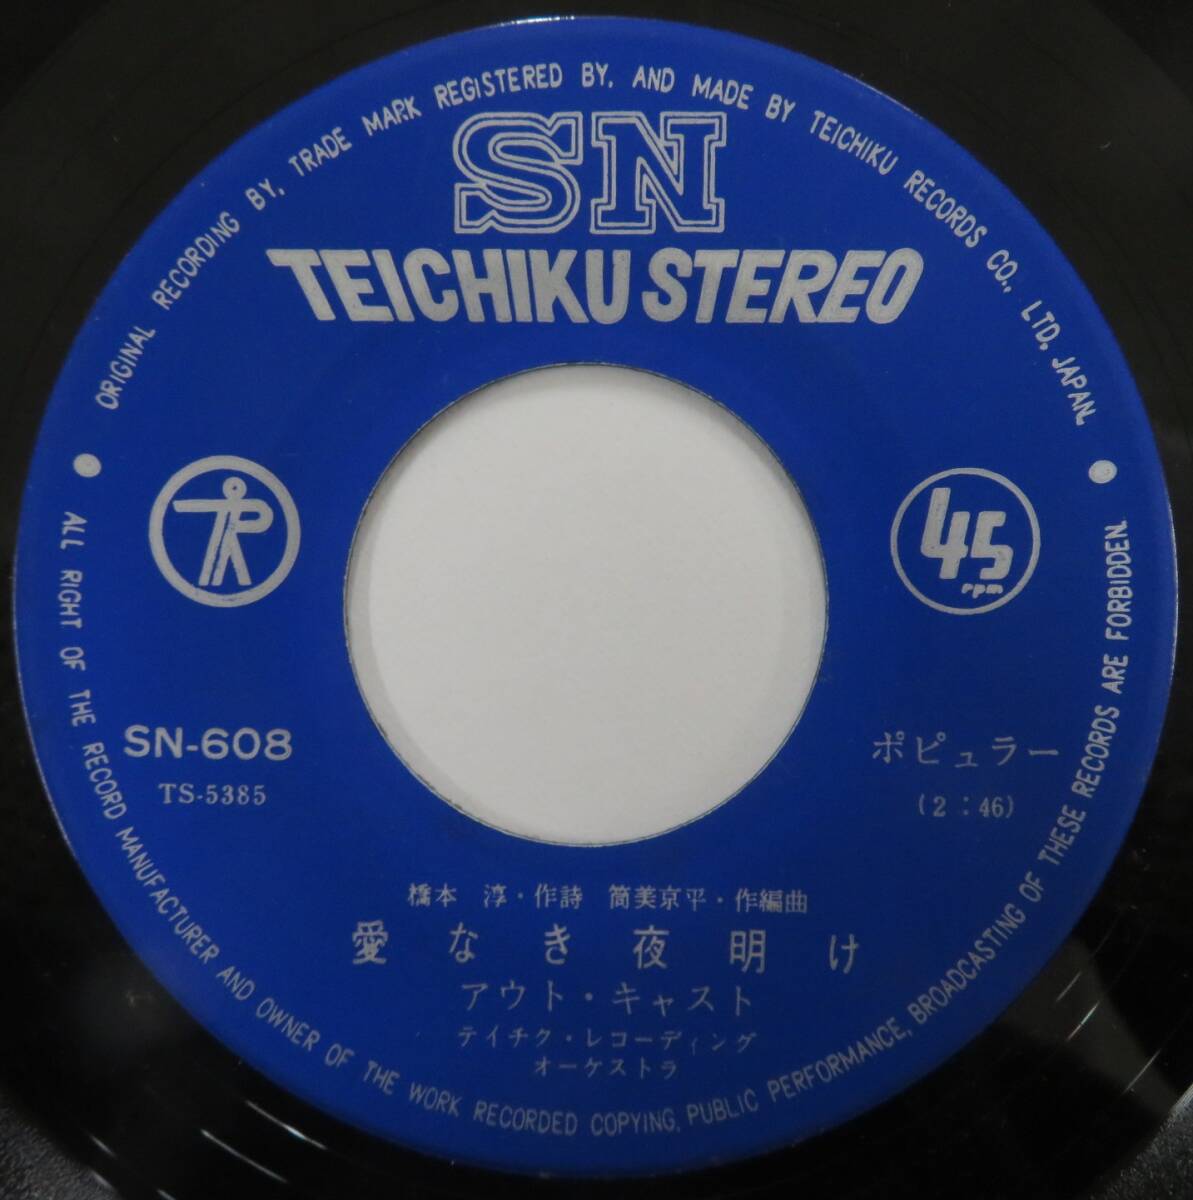 ORIGINAL RECORDING BY, TRADE MARK REGISTERED BY, AND MADE BY TEICHIKU RECORDS CO., LTD, JAPAN.
SN
TEICHIKU STEREO
45
rpm
SN-608
TS-5385
ポピュラー
(2:46)
橋本 淳・作詩 筒美京平・作編曲
愛なき夜明け
アウト・キャスト
テイチク・レコーディング
オーケストラ
ALL RIGHT OF THE RECORD MANUFACTURER AND OWNER OF THE WORK RECORDED COPYING, PUBLIC PERFORMANCE, BROADCASTING OF THESE RECORDS ARE FORBIDDEN.